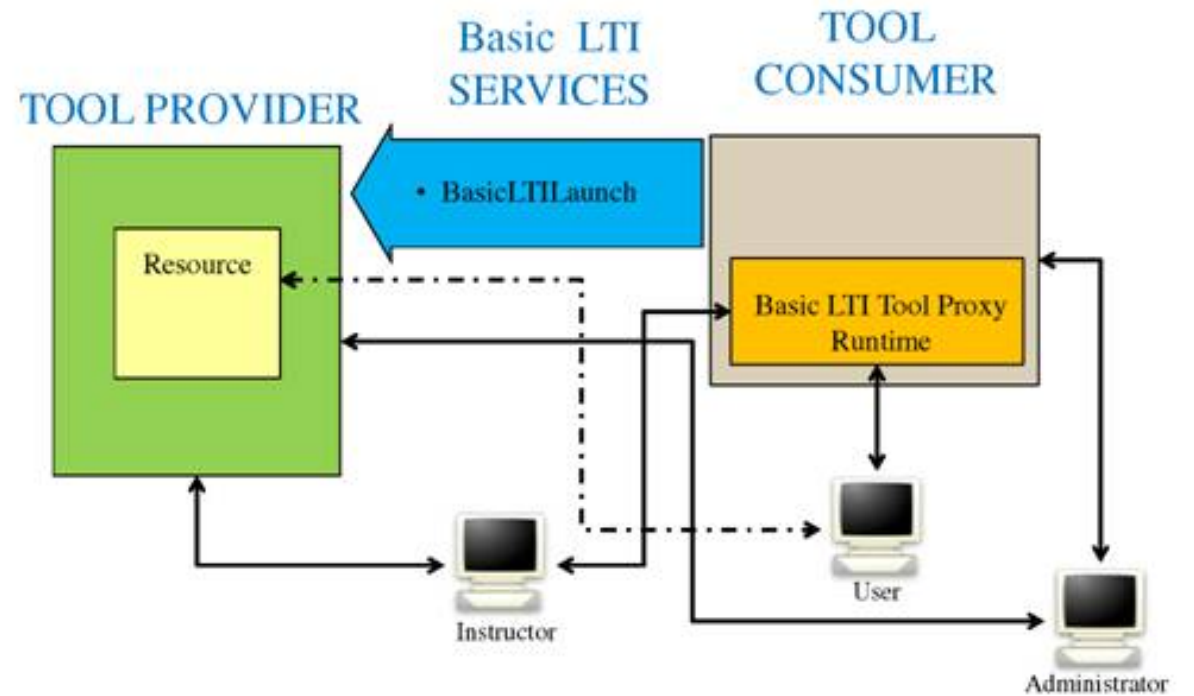 TOOL PROVIDER
Basic LTI
SERVICES
TOOL
CONSUMER
• BasicLTILaunch
Resource
Basic LTI Tool Proxy
Runtime
Instructor
User
Administrator